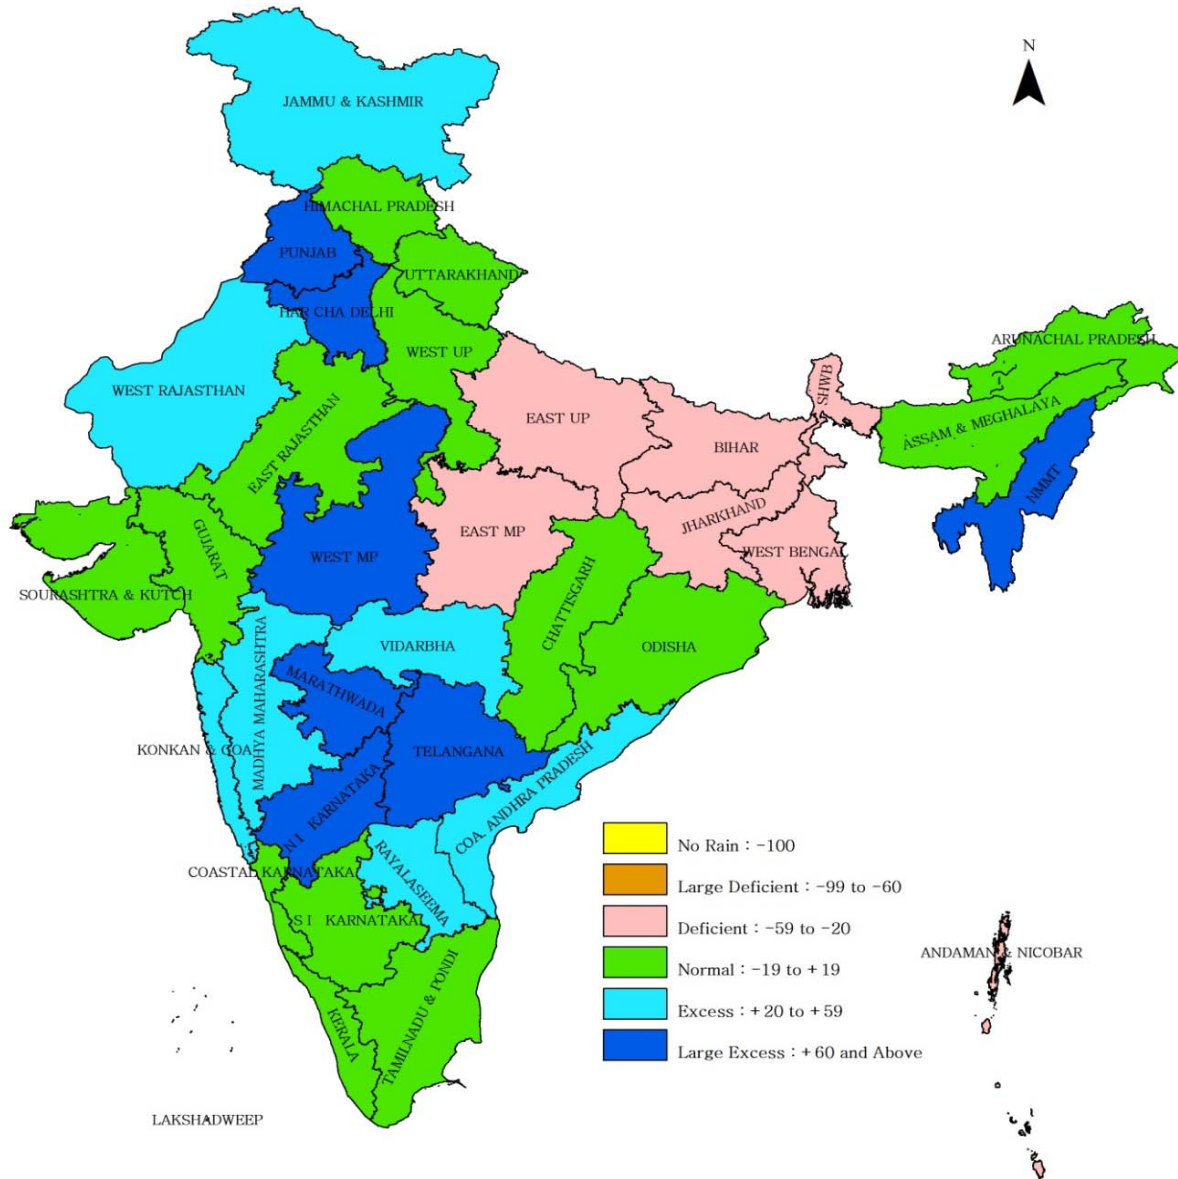 N
JAMMU & KASHMIR
HIMACHAL PRADESH
PUNJAB
UTTARAKHAND
HAR CHA DELHI
WEST UP
ARUNACHAL PRADESH
WEST RAJASTHAN
SHWB
EAST RAJASTHAN
EAST UP
ASSAM & MEGHALAYA
BIHAR
NMMT
JHARKHAND
EAST MP
GUJARAT
WEST MP
WEST BENGAL
SOURASHTRA & KUTCH
CHATTISGARH
VIDARBHA
ODISHA
MADHYA MAHARASHTRA
MARATHWADA
KONKAN & GOA
TELANGANA
COA. ANDHRA PRADESH
N I KARNATAKA
COASTAL KARNATAKA
RAYALASEEMA
S I KARNATAKA
No Rain : -100
Large Deficient : -99 to -60
Deficient : -59 to -20
Normal : -19 to +19
Excess : +20 to +59
Large Excess : +60 and Above
ANDAMAN & NICOBAR
KERALA
TAMILNADU & PONDI
LAKSHADWEEP